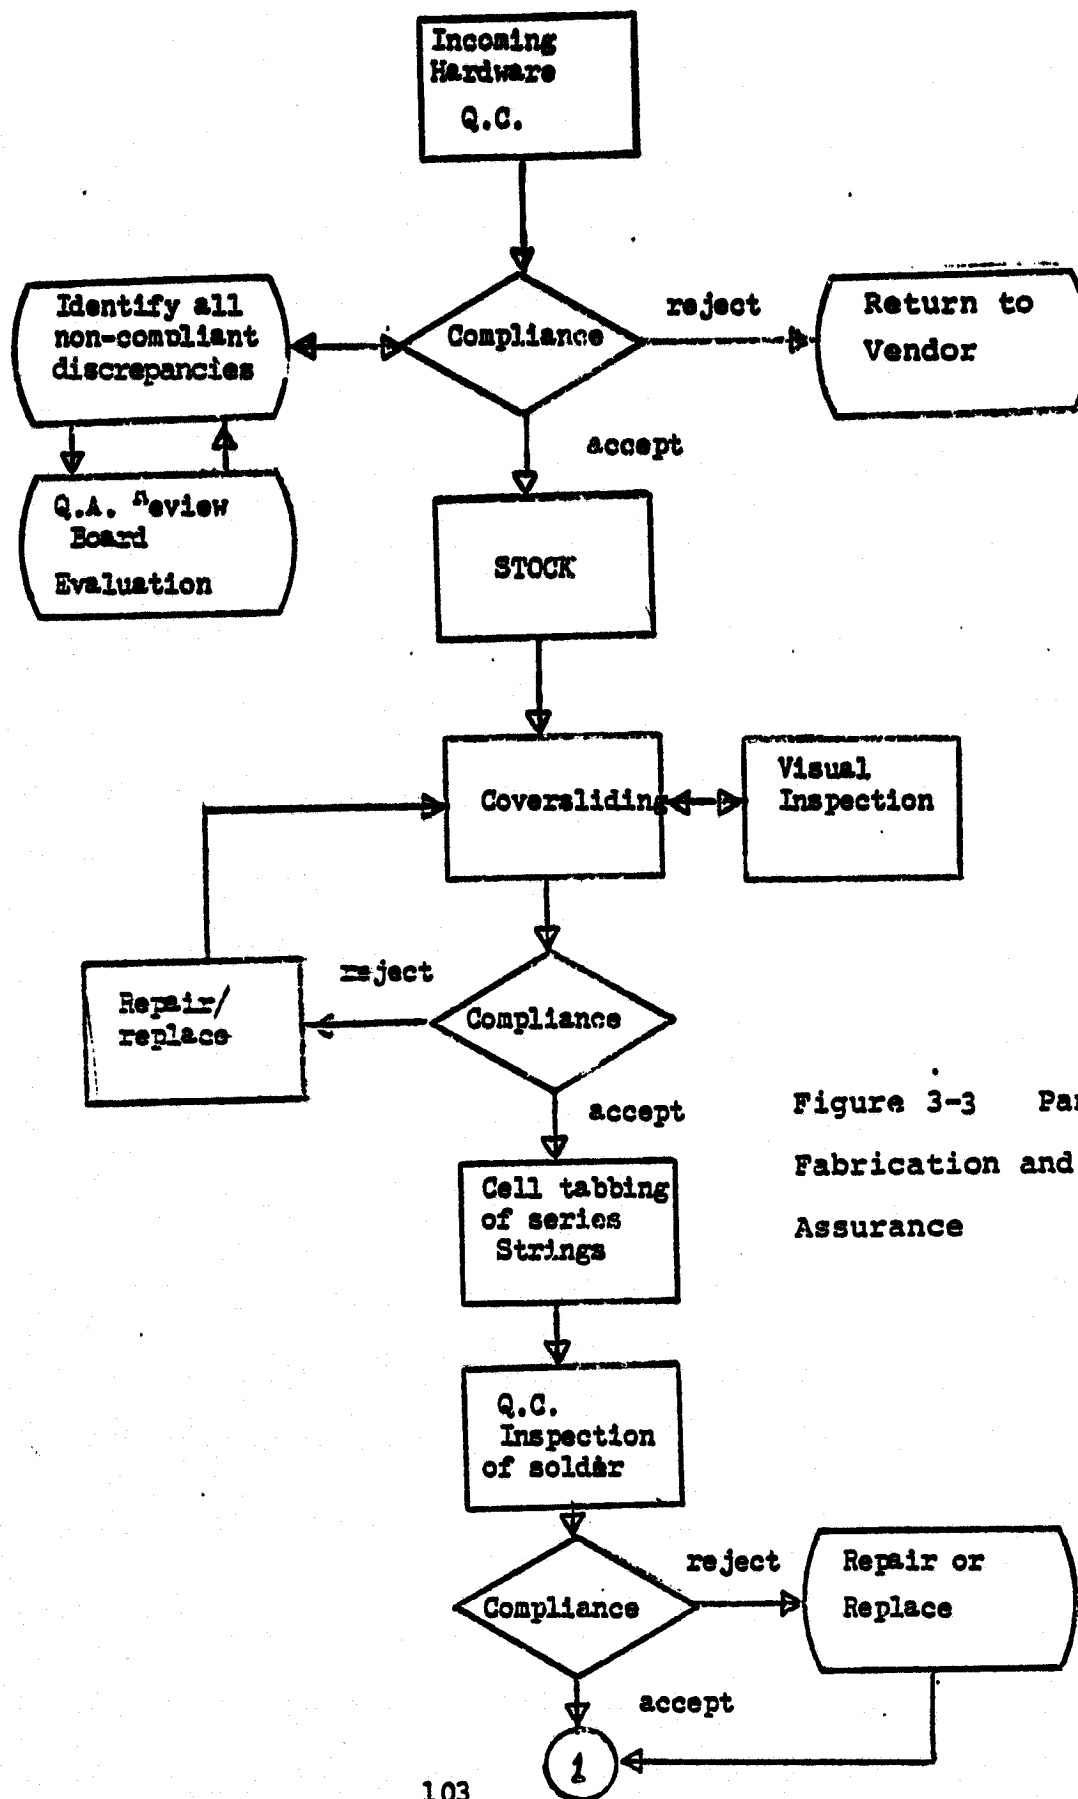 Incoming
Hardware
Q.C.
Identify all
non-compliant
discrepancies
Compliance
reject
Return to
Vendor
accept
Q.A. Review
Board
Evaluation
STOCK
Coversliding
Visual
Inspection
reject
Repair/
replace
Compliance
accept
Figure 3-3
Fabrication and
Assurance
Cell tabbing
of series
Strings
Q.C.
Inspection
of solder
Compliance
reject
Repair or
Replace
accept
1
103